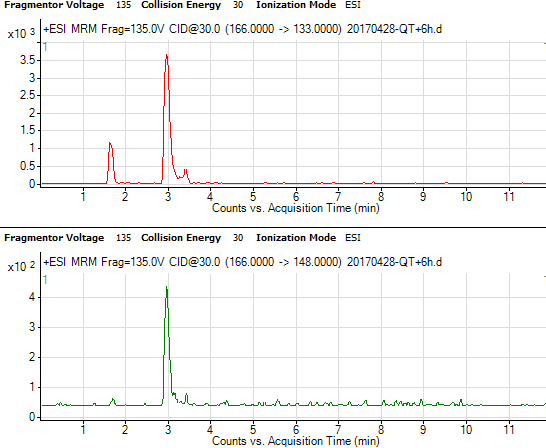 Fragmentor Voltage 135 Collision Energy 30 Ionization Mode ESI
x10 3 +ESI MRM Frag=135.0V CID@30.0 (166.0000 -> 133.0000) 20170428-QT+6h.d
1
3.5
3
2.5
2
1.5
1
0.5
0
1 2 3 4 5 6 7 8 9 10 11
Counts vs. Acquisition Time (min)
Fragmentor Voltage 135 Collision Energy 30 Ionization Mode ESI
x10 2 +ESI MRM Frag=135.0V CID@30.0 (166.0000 -> 148.0000) 20170428-QT+6h.d
1
4
3
2
1
0
1 2 3 4 5 6 7 8 9 10 11
Counts vs. Acquisition Time (min)